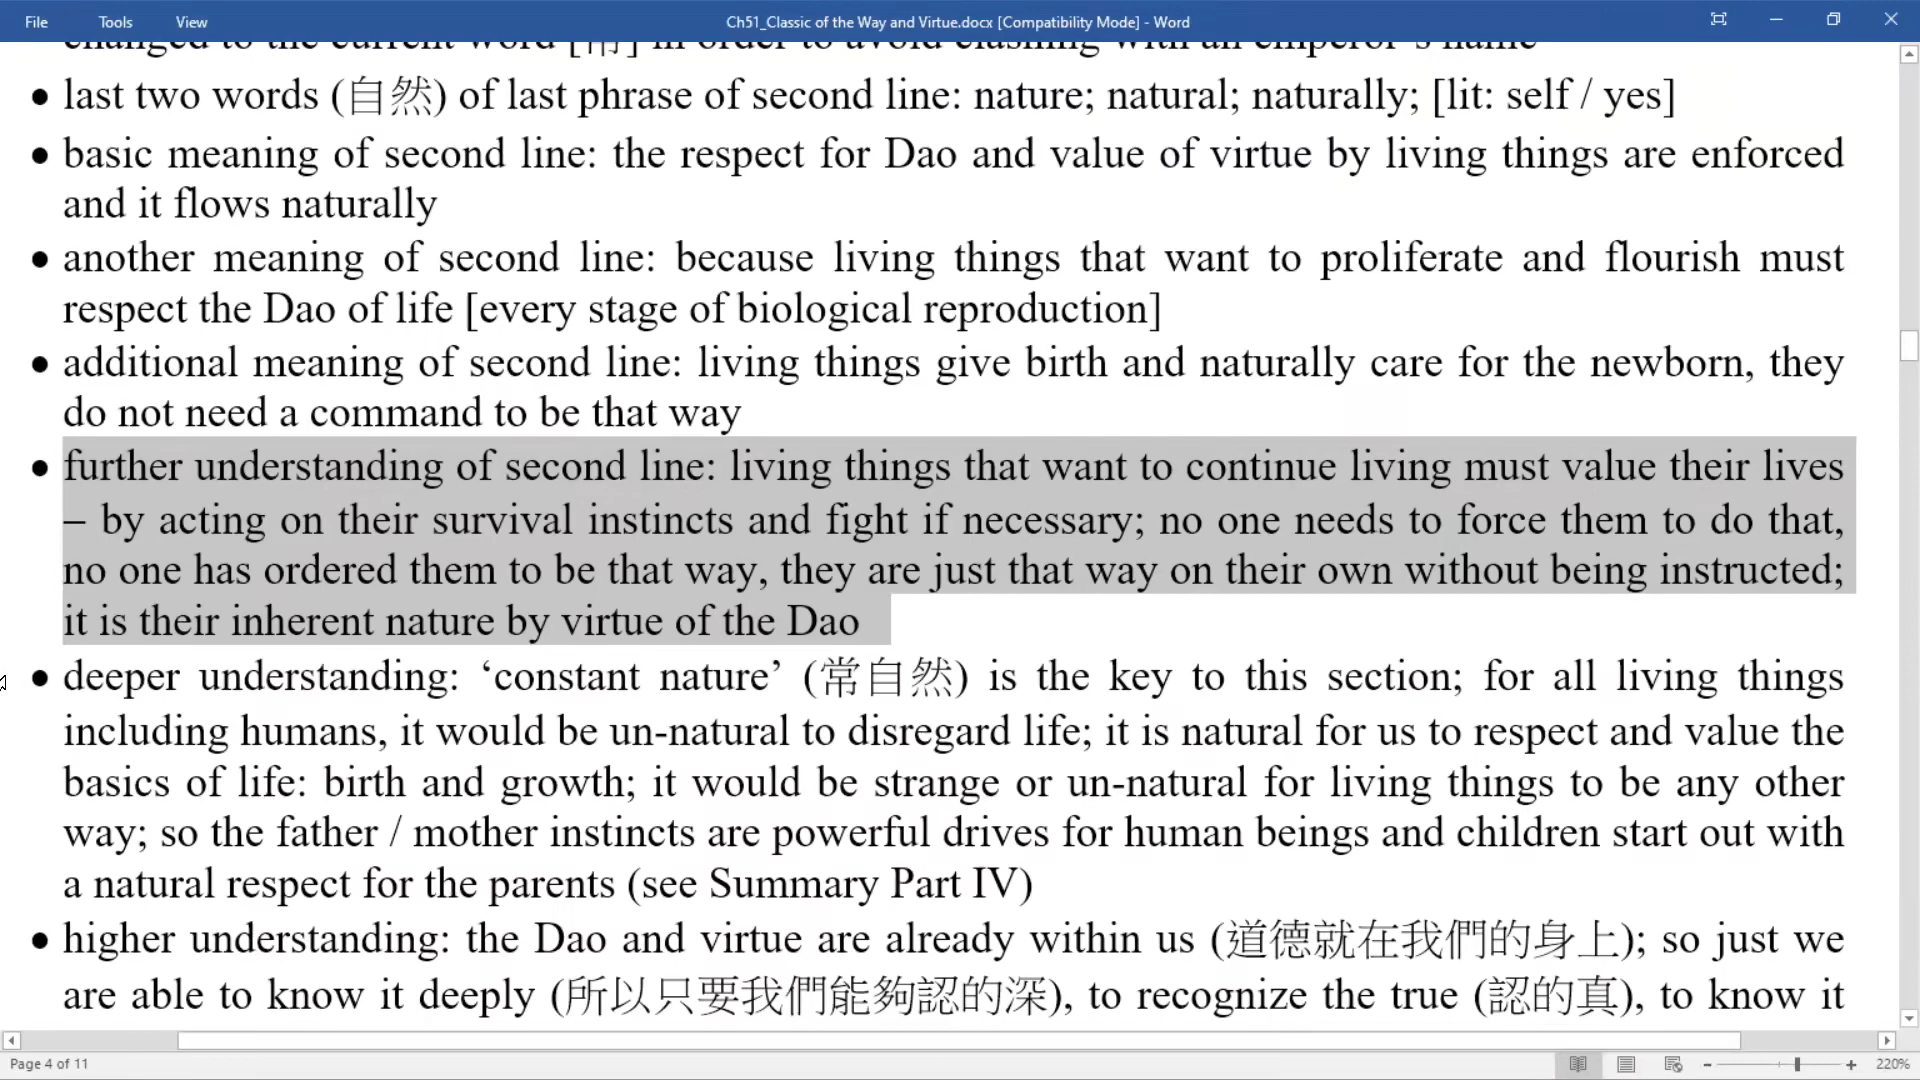 File Tools View Ch51_Classic of the Way and Virtue.docx [Compatibility Mode] - Word
changed to the current word [常] in order to avoid clashing with an emperor's name
● last two words (自然) of last phrase of second line: nature; natural; naturally; [lit: self / yes]
● basic meaning of second line: the respect for Dao and value of virtue by living things are enforced
and it flows naturally
● another meaning of second line: because living things that want to proliferate and flourish must
respect the Dao of life [every stage of biological reproduction]
● additional meaning of second line: living things give birth and naturally care for the newborn, they
do not need a command to be that way
● further understanding of second line: living things that want to continue living must value their lives
– by acting on their survival instincts and fight if necessary; no one needs to force them to do that,
no one has ordered them to be that way, they are just that way on their own without being instructed;
it is their inherent nature by virtue of the Dao
● deeper understanding: ‘constant nature’ (常自然) is the key to this section; for all living things
including humans, it would be un-natural to disregard life; it is natural for us to respect and value the
basics of life: birth and growth; it would be strange or un-natural for living things to be any other
way; so the father / mother instincts are powerful drives for human beings and children start out with
a natural respect for the parents (see Summary Part IV)
● higher understanding: the Dao and virtue are already within us (道德就在我們的身上); so just we
are able to know it deeply (所以只要我們能夠認的深), to recognize the true (認的真), to know it
Page 4 of 11 220%